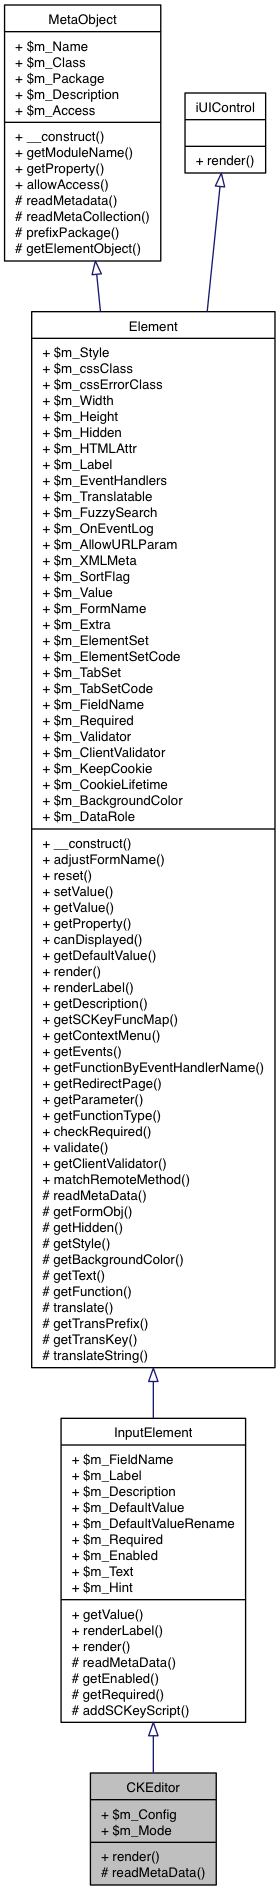 MetaObject
+ $m_Name
+ $m_Class
+ $m_Package
+ $m_Description
+ $m_Access
+ __construct()
+ getModuleName()
+ getProperty()
+ allowAccess()
# readMetadata()
# readMetaCollection()
# prefixPackage()
# getElementObject()
iUIControl
+ render()
Element
+ $m_Style
+ $m_cssClass
+ $m_cssErrorClass
+ $m_Width
+ $m_Height
+ $m_Hidden
+ $m_HTMLAttr
+ $m_Label
+ $m_EventHandlers
+ $m_Translatable
+ $m_FuzzySearch
+ $m_OnEventLog
+ $m_AllowURLParam
+ $m_XMLMeta
+ $m_SortFlag
+ $m_Value
+ $m_FormName
+ $m_Extra
+ $m_ElementSet
+ $m_ElementSetCode
+ $m_TabSet
+ $m_TabSetCode
+ $m_FieldName
+ $m_Required
+ $m_Validator
+ $m_ClientValidator
+ $m_KeepCookie
+ $m_CookieLifetime
+ $m_BackgroundColor
+ $m_DataRole
+ __construct()
+ adjustFormName()
+ reset()
+ setValue()
+ getValue()
+ getProperty()
+ canDisplayed()
+ getDefaultValue()
+ render()
+ renderLabel()
+ getDescription()
+ getSCKeyFuncMap()
+ getContextMenu()
+ getEvents()
+ getFunctionByEventHandlerName()
+ getRedirectPage()
+ getParameter()
+ getFunctionType()
+ checkRequired()
+ validate()
+ getClientValidator()
+ matchRemoteMethod()
# readMetaData()
# getFormObj()
# getHidden()
# getStyle()
# getBackgroundColor()
# getText()
# getFunction()
# translate()
# getTransPrefix()
# getTransKey()
# translateString()
InputElement
+ $m_FieldName
+ $m_Label
+ $m_Description
+ $m_DefaultValue
+ $m_DefaultValueRename
+ $m_Required
+ $m_Enabled
+ $m_Text
+ $m_Hint
+ getValue()
+ renderLabel()
+ render()
# readMetaData()
# getEnabled()
# getRequired()
# addSCKeyScript()
CKEditor
+ $m_Config
+ $m_Mode
+ render()
# readMetaData()